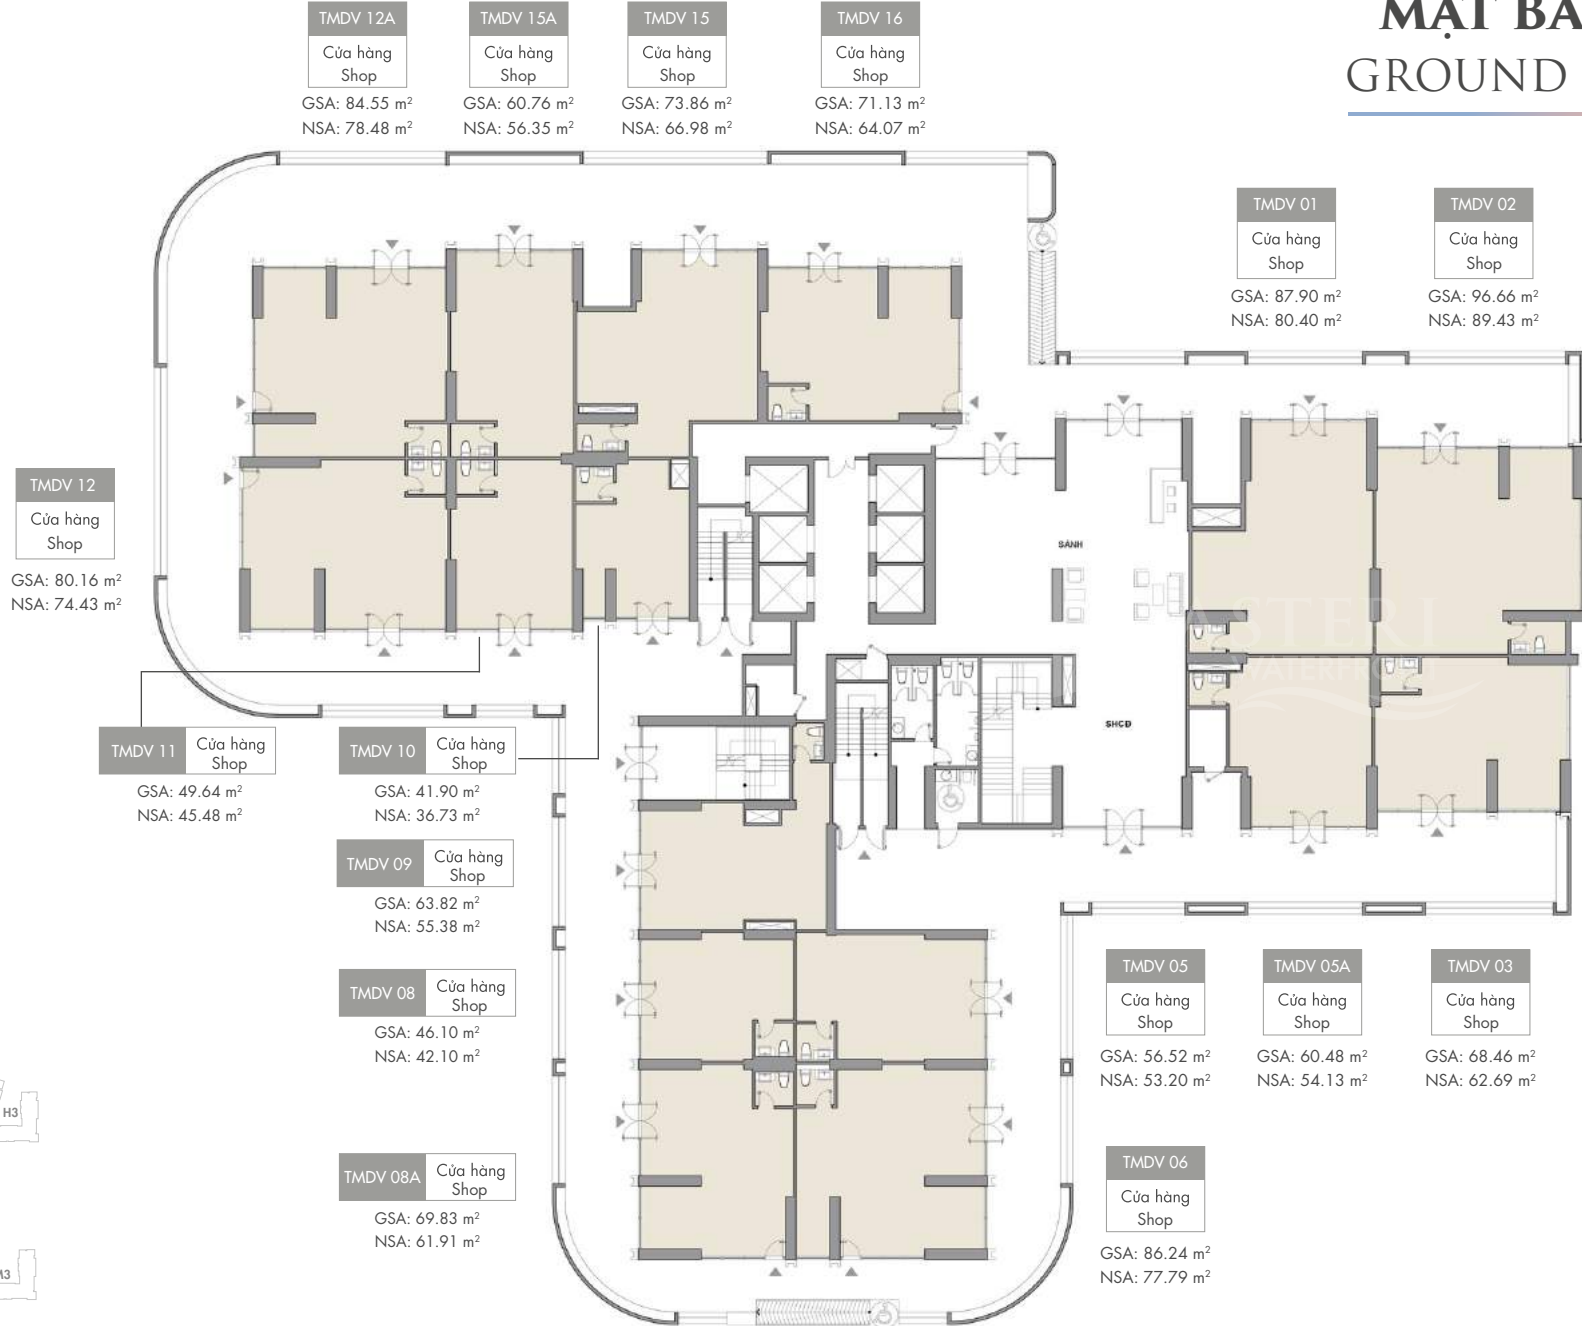 MẶT BẰ
GROUND
TMDV 12A
Cửa hàng
Shop
GSA: 84.55 m²
NSA: 78.48 m²
TMDV 15A
Cửa hàng
Shop
GSA: 60.76 m²
NSA: 56.35 m²
TMDV 15
Cửa hàng
Shop
GSA: 73.86 m²
NSA: 66.98 m²
TMDV 16
Cửa hàng
Shop
GSA: 71.13 m²
NSA: 64.07 m²
TMDV 01
Cửa hàng
Shop
GSA: 87.90 m²
NSA: 80.40 m²
TMDV 02
Cửa hàng
Shop
GSA: 96.66 m²
NSA: 89.43 m²
TMDV 12
Cửa hàng
Shop
GSA: 80.16 m²
NSA: 74.43 m²
SẢNH
ASTERI
WATERFRONT
SHCĐ
TMDV 11
Cửa hàng
Shop
GSA: 49.64 m²
NSA: 45.48 m²
TMDV 10
Cửa hàng
Shop
GSA: 41.90 m²
NSA: 36.73 m²
TMDV 09
Cửa hàng
Shop
GSA: 63.82 m²
NSA: 55.38 m²
TMDV 08
Cửa hàng
Shop
GSA: 46.10 m²
NSA: 42.10 m²
TMDV 05
Cửa hàng
Shop
GSA: 56.52 m²
NSA: 53.20 m²
TMDV 05A
Cửa hàng
Shop
GSA: 60.48 m²
NSA: 54.13 m²
TMDV 03
Cửa hàng
Shop
GSA: 68.46 m²
NSA: 62.69 m²
H3
TMDV 08A
Cửa hàng
Shop
GSA: 69.83 m²
NSA: 61.91 m²
TMDV 06
Cửa hàng
Shop
GSA: 86.24 m²
NSA: 77.79 m²